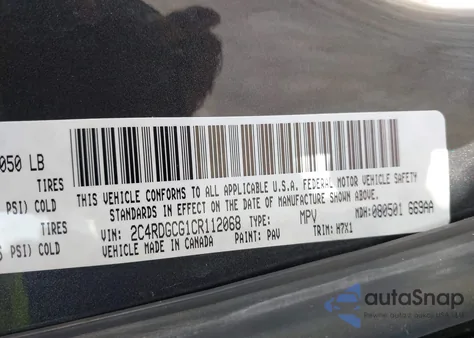 050 LB
TIRES
PSI) COLD
TIRES
PSI) COLD
THIS VEHICLE CONFORMS TO ALL APPLICABLE U.S.A. FEDERAL MOTOR VEHICLE SAFETY
STANDARDS IN EFFECT ON THE DATE OF MANUFACTURE SHOWN ABOVE.
VIN: 2C4RDGCG1CR112068 TYPE: MPV MDH: 080501 669AA
VEHICLE MADE IN CANADA PAINT: PAV TRIM: H7X1
autoSnap